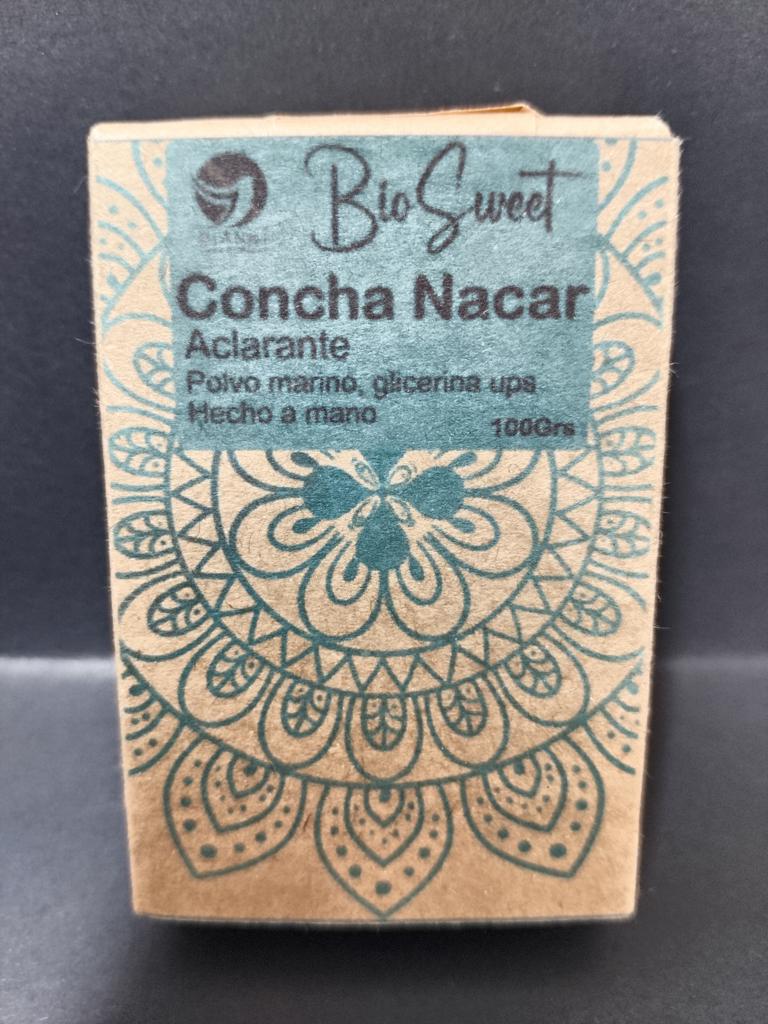 BioSweet
Concha Nacar
Aclarante
Polvo marino, glicerina ups
Hecho a mano
100Grs